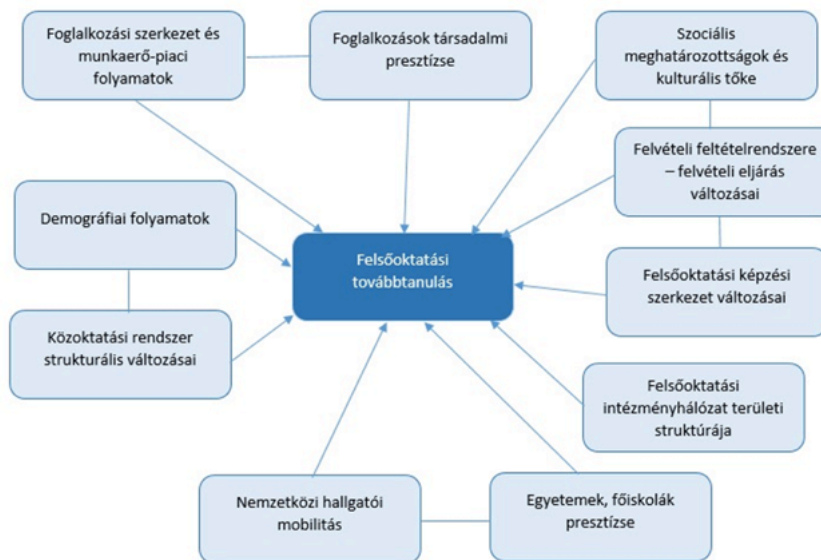 Foglalkozási szerkezet és
munkaerő-piaci
folyamatok
Foglalkozások társadalmi
presztízse
Szociális
meghatározottságok és
kulturális tőke
Felvételi feltételrendszere
– felvételi eljárás
változásai
Demográfiai folyamatok
Felsőoktatási
továbbtanulás
Felsőoktatási képzési
szerkezet változásai
Közoktatási rendszer
strukturális változásai
Felsőoktatási
intézményhálózat területi
struktúrája
Nemzetközi hallgatói
mobilitás
Egyetemek, főiskolák
presztízse